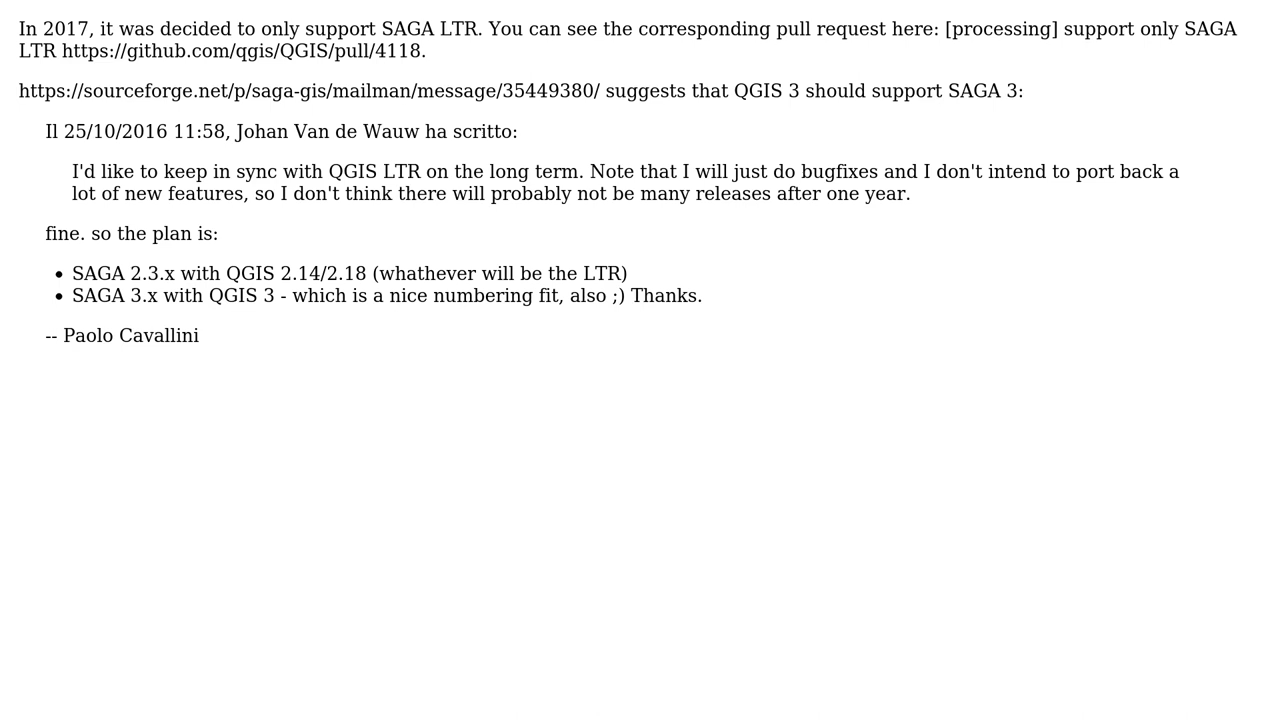 In 2017, it was decided to only support SAGA LTR. You can see the corresponding pull request here: [processing] support only SAGA
LTR https://github.com/qgis/QGIS/pull/4118.
https://sourceforge.net/p/saga-gis/mailman/message/35449380/ suggests that QGIS 3 should support SAGA 3:
Il 25/10/2016 11:58, Johan Van de Wauw ha scritto:
I'd like to keep in sync with QGIS LTR on the long term. Note that I will just do bugfixes and I don't intend to port back a
lot of new features, so I don't think there will probably not be many releases after one year.
fine. so the plan is:
• SAGA 2.3.x with QGIS 2.14/2.18 (whathever will be the LTR)
• SAGA 3.x with QGIS 3 - which is a nice numbering fit, also ;) Thanks.
-- Paolo Cavallini